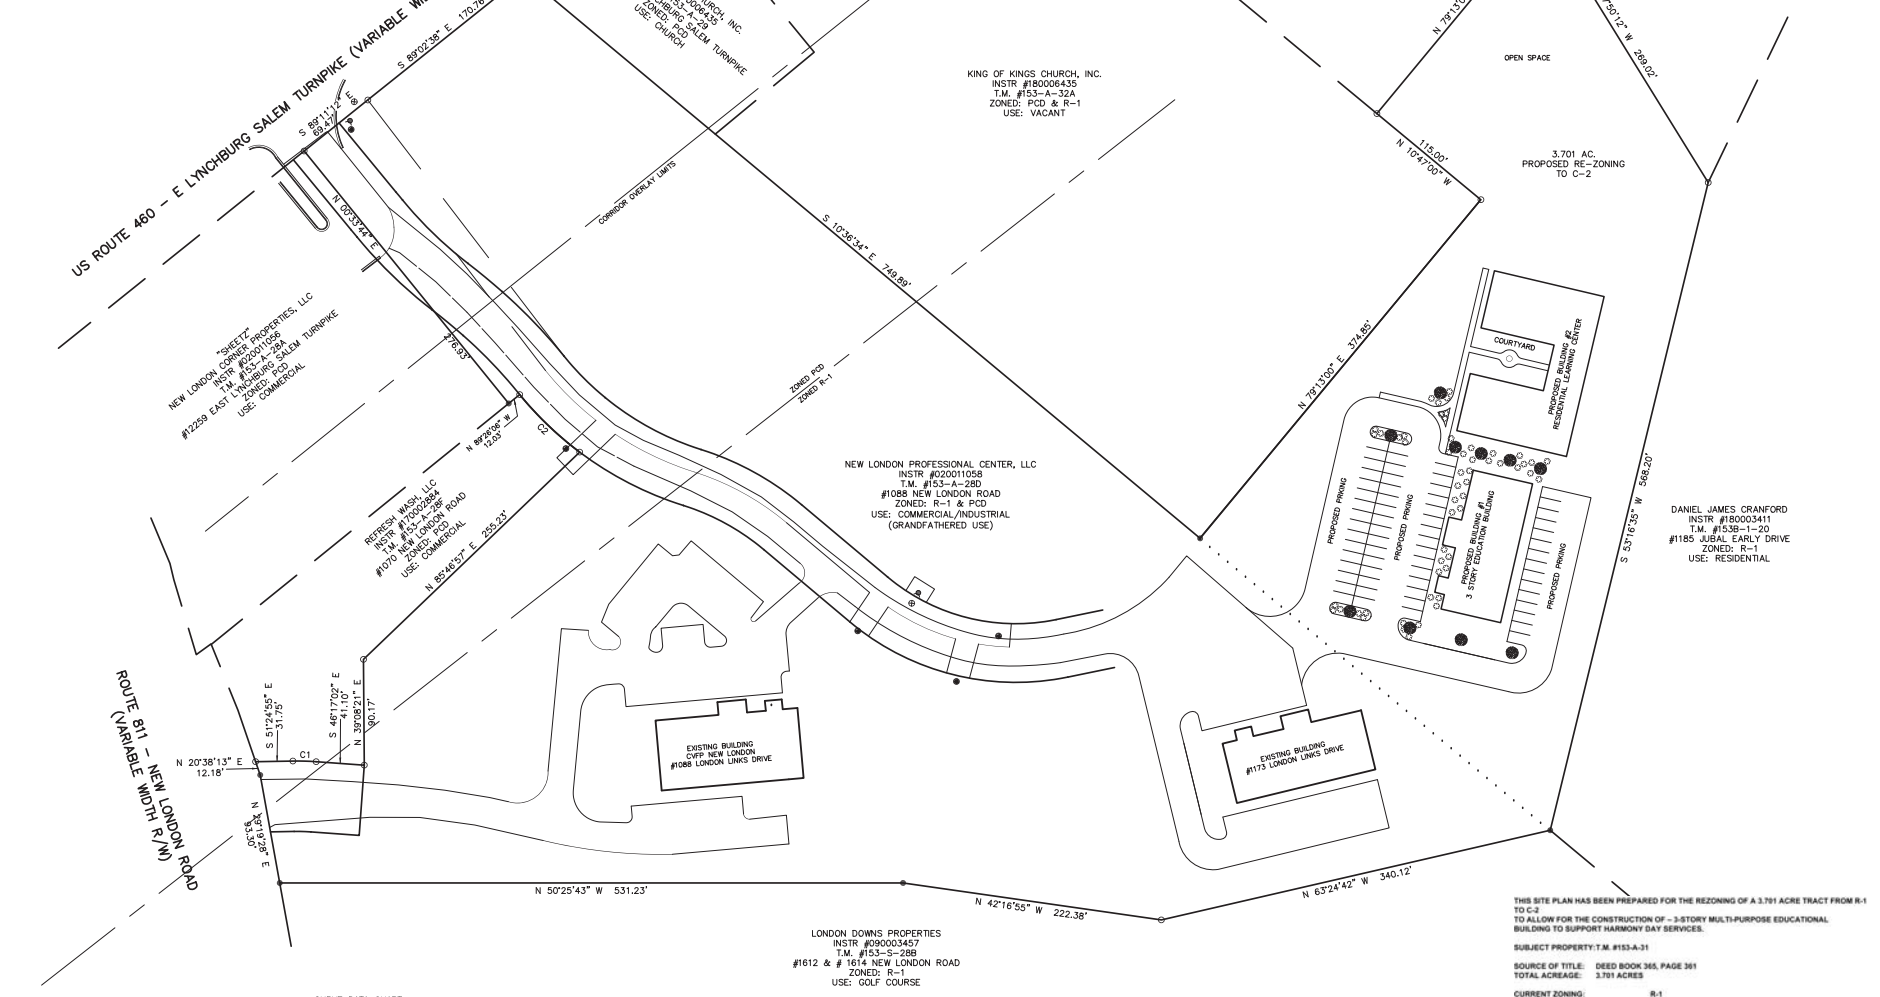 US ROUTE 460 - E LYNCHBURG SALEM TURNPIKE (VARIABLE
S 89°02'38" E 170.76'
S 89°11'12" E
69.47'
CHURCH, INC.
ZONED: PCD
LYNCHBURG SALEM TURNPIKE
USE: CHURCH
KING OF KINGS CHURCH, INC.
INSTR #180006435
T.M. #153-A-32A
ZONED: PCD & R-1
USE: VACANT
OPEN SPACE
269.02'
N 10°47'00" W
115.00'
3.701 AC.
PROPOSED RE-ZONING
TO C-2
CORRIDOR OVERLAY LIMITS
N 00°33'44" E
276.93'
S 10°36'34" E 749.89'
"SHEETZ"
NEW LONDON CORNER PROPERTIES, LLC
INSTR #020011056
T.M. #153-A-28A
ZONED: PCD
#12259 EAST LYNCHBURG SALEM TURNPIKE
USE: COMMERCIAL
ZONED PCD
ZONED R-1
N 79°13'00" E 374.85'
COURTYARD
PROPOSED BUILDING #2
RESIDENTIAL LEARNING CENTER
N 89°26'06" W
12.03'
C2
REFRESH WASH, LLC
INSTR #170002884
T.M. #153-A-28F
#1070 NEW LONDON ROAD
ZONED: PCD
USE: COMMERCIAL
N 85°46'57" E 255.23'
NEW LONDON PROFESSIONAL CENTER, LLC
INSTR #020011058
T.M. #153-A-28D
#1088 NEW LONDON ROAD
ZONED: R-1 & PCD
USE: COMMERCIAL/INDUSTRIAL
(GRANDFATHERED USE)
PROPOSED PRKING
PROPOSED PRKING
PROPOSED BUILDING #1
3 STORY EDUCATION BUILDING
PROPOSED PRKING
S 53°16'35" W 568.20'
DANIEL JAMES CRANFORD
INSTR #180003411
T.M. #153B-1-20
#1185 JUBAL EARLY DRIVE
ZONED: R-1
USE: RESIDENTIAL
ROUTE 811 - NEW LONDON ROAD
(VARIABLE WIDTH R/W)
S 51°24'55" E
31.75'
S 46°17'02" E
41.10'
N 39°08'21" E
90.17'
C1
N 20°38'13" E
12.18'
N 29°19'28" E
93.30'
EXISTING BUILDING
CVFP NEW LONDON
#1088 LONDON LINKS DRIVE
EXISTING BUILDING
#1173 LONDON LINKS DRIVE
N 50°25'43" W 531.23'
N 42°16'55" W 222.38'
N 63°24'42" W 340.12'
LONDON DOWNS PROPERTIES
INSTR #090003457
T.M. #153-S-28B
#1612 & # 1614 NEW LONDON ROAD
ZONED: R-1
USE: GOLF COURSE
THIS SITE PLAN HAS BEEN PREPARED FOR THE REZONING OF A 3.701 ACRE TRACT FROM R-1
TO C-2
TO ALLOW FOR THE CONSTRUCTION OF ~ 3-STORY MULTI-PURPOSE EDUCATIONAL
BUILDING TO SUPPORT HARMONY DAY SERVICES.
SUBJECT PROPERTY: T.M. #153-A-31
SOURCE OF TITLE: DEED BOOK 365, PAGE 361
TOTAL ACREAGE: 3.701 ACRES
CURRENT ZONING: R-1